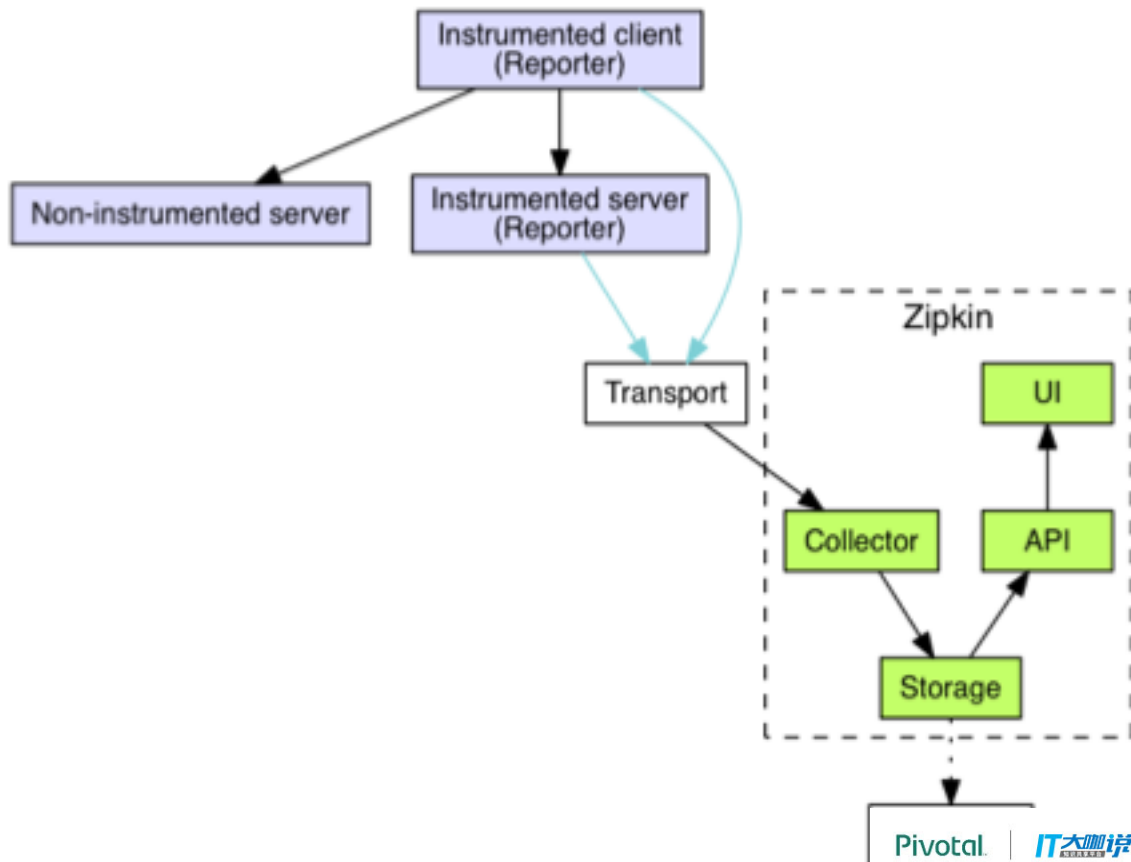 Instrumented client
(Reporter)
Non-instrumented server
Instrumented server
(Reporter)
Zipkin
Transport
UI
Collector
API
Storage
Pivotal
IT大咖说